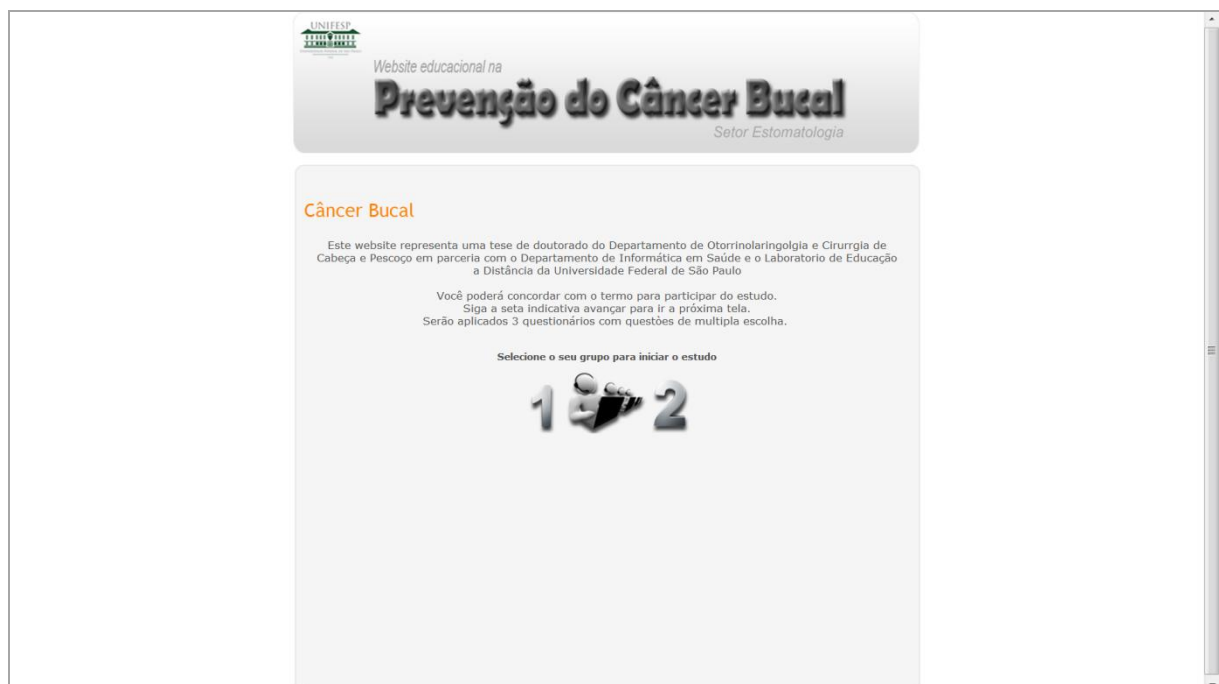 UNIFESP
Website educacional na
Prevenção do Câncer Bucal
Setor Estomatologia
Câncer Bucal
Este website representa uma tese de doutorado do Departamento de Otorrinolaringolgia e Cirurrgia de
Cabeça e Pescoço em parceria com o Departamento de Informática em Saúde e o Laboratorio de Educação
a Distância da Universidade Federal de São Paulo
Você poderá concordar com o termo para participar do estudo.
Siga a seta indicativa avançar para ir a próxima tela.
Serão aplicados 3 questionários com questões de multipla escolha.
Selecione o seu grupo para iniciar o estudo
1 2